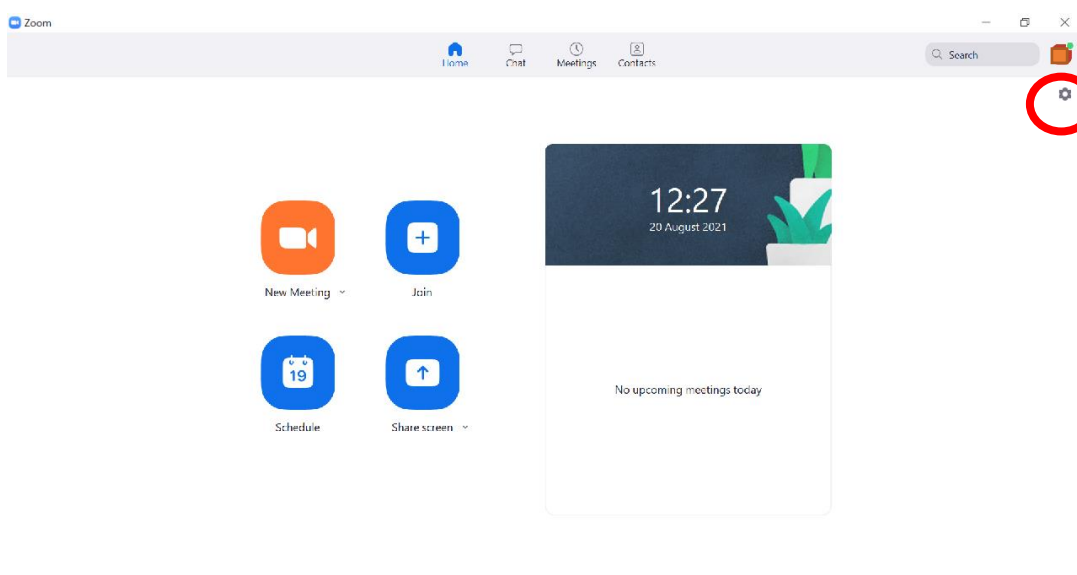 Zoom
Home
Chat
Meetings
Contacts
Search
12:27
20 August 2021
New Meeting
Join
19
Schedule
Share screen
No upcoming meetings today